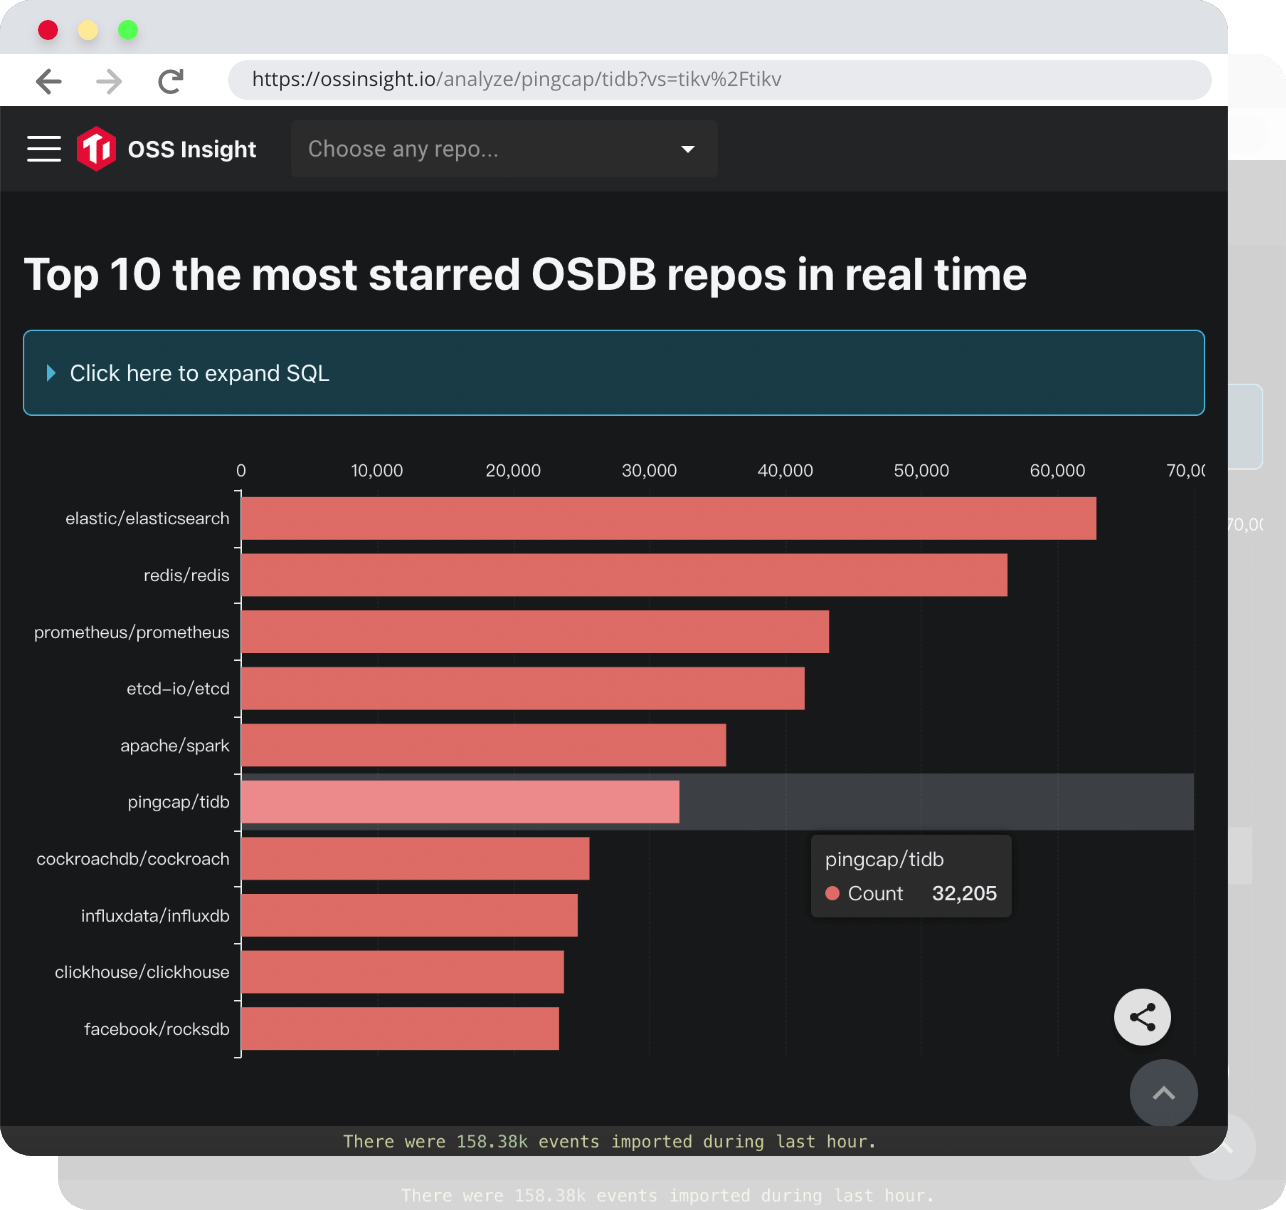 https://ossinsight.io/analyze/pingcap/tidb?vs=tikv%2Ftikv
OSS Insight
Choose any repo...
Top 10 the most starred OSDB repos in real time
Click here to expand SQL
0 10,000 20,000 30,000 40,000 50,000 60,000 70,00
elastic/elasticsearch
redis/redis
prometheus/prometheus
etcd-io/etcd
apache/spark
pingcap/tidb
cockroachdb/cockroach
pingcap/tidb
Count 32,205
influxdata/influxdb
clickhouse/clickhouse
facebook/rocksdb
There were 158.38k events imported during last hour.
70,00
There were 158.38k events imported during last hour.